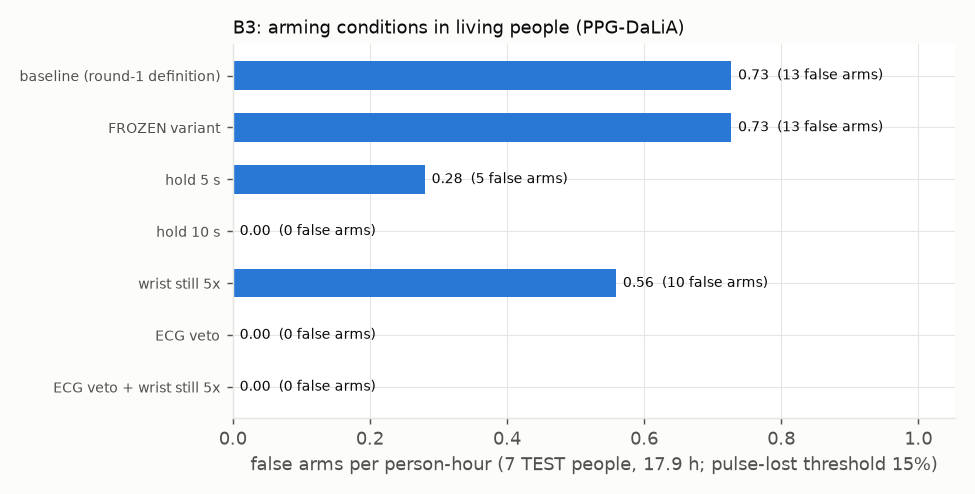 B3: arming conditions in living people (PPG-DaLiA)
baseline (round-1 definition)
0.73 (13 false arms)
FROZEN variant
0.73 (13 false arms)
hold 5 s
0.28 (5 false arms)
hold 10 s
0.00 (0 false arms)
wrist still 5x
0.56 (10 false arms)
ECG veto
0.00 (0 false arms)
ECG veto + wrist still 5x
0.00 (0 false arms)
0.0 0.2 0.4 0.6 0.8 1.0
false arms per person-hour (7 TEST people, 17.9 h; pulse-lost threshold 15%)